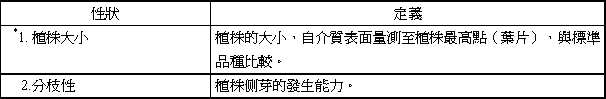 性狀 定義
*1. 植株大小 植株的大小，自介質表面量測至植株最高點（葉片），與標準
品種比較。
2.分枝性 植株側芽的發生能力。